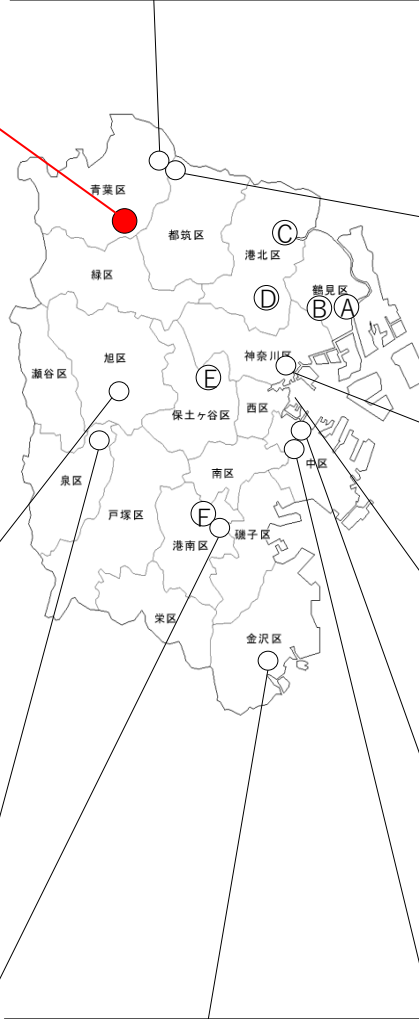 青葉区
都筑区
Ⓒ
港北区
緑区
Ⓓ
鶴見区
Ⓑ
Ⓐ
神奈川区
瀬谷区
旭区
Ⓔ
西区
保土ヶ谷区
中区
南区
泉区
戸塚区
Ⓕ
磯子区
港南区
栄区
金沢区